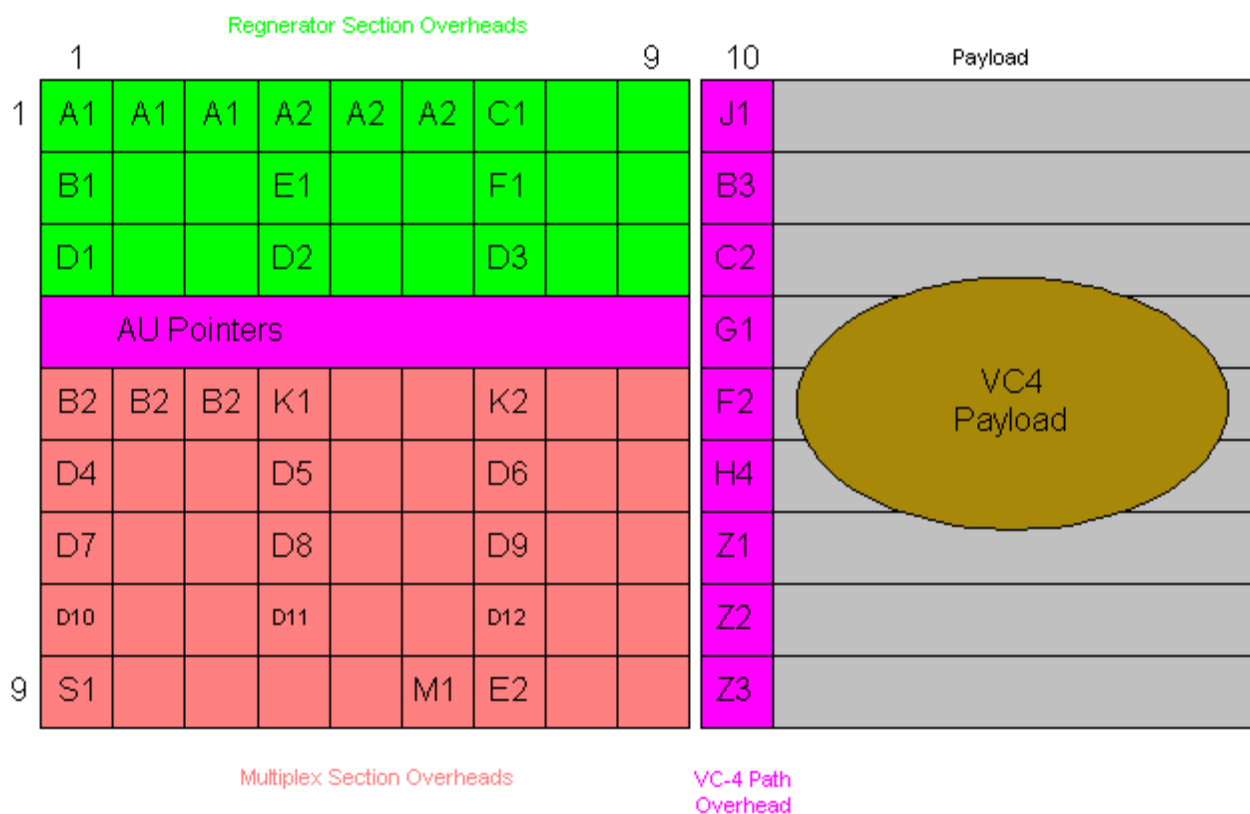 Regnerator Section Overheads
1 9 10 Payload
1 A1 A1 A1 A2 A2 A2 C1 J1
B1 E1 F1 B3
D1 D2 D3 C2
AU Pointers G1
B2 B2 B2 K1 K2 F2
VC4
Payload
D4 D5 D6 H4
D7 D8 D9 Z1
D10 D11 D12 Z2
9 S1 M1 E2 Z3
Multiplex Section Overheads
VC-4 Path
Overhead